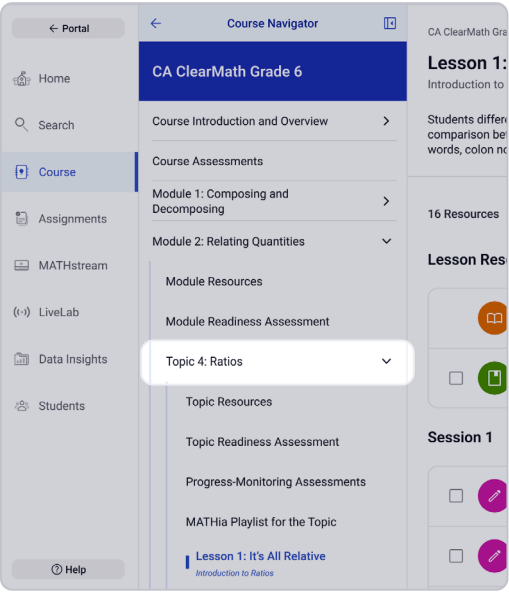 ← Portal
Home
Search
Course
Assignments
MATHstream
LiveLab
Data Insights
Students
Help
Course Navigator
CA ClearMath Grade 6
Course Introduction and Overview
Course Assessments
Module 1: Composing and
Decomposing
Module 2: Relating Quantities
Module Resources
Module Readiness Assessment
Topic 4: Ratios
Topic Resources
Topic Readiness Assessment
Progress-Monitoring Assessments
MATHia Playlist for the Topic
Lesson 1: It's All Relative
Introduction to Ratios
CA ClearMath Gra
Lesson 1:
Introduction to
Students differe
comparison be
words, colon no
16 Resources
Lesson Res
Session 1